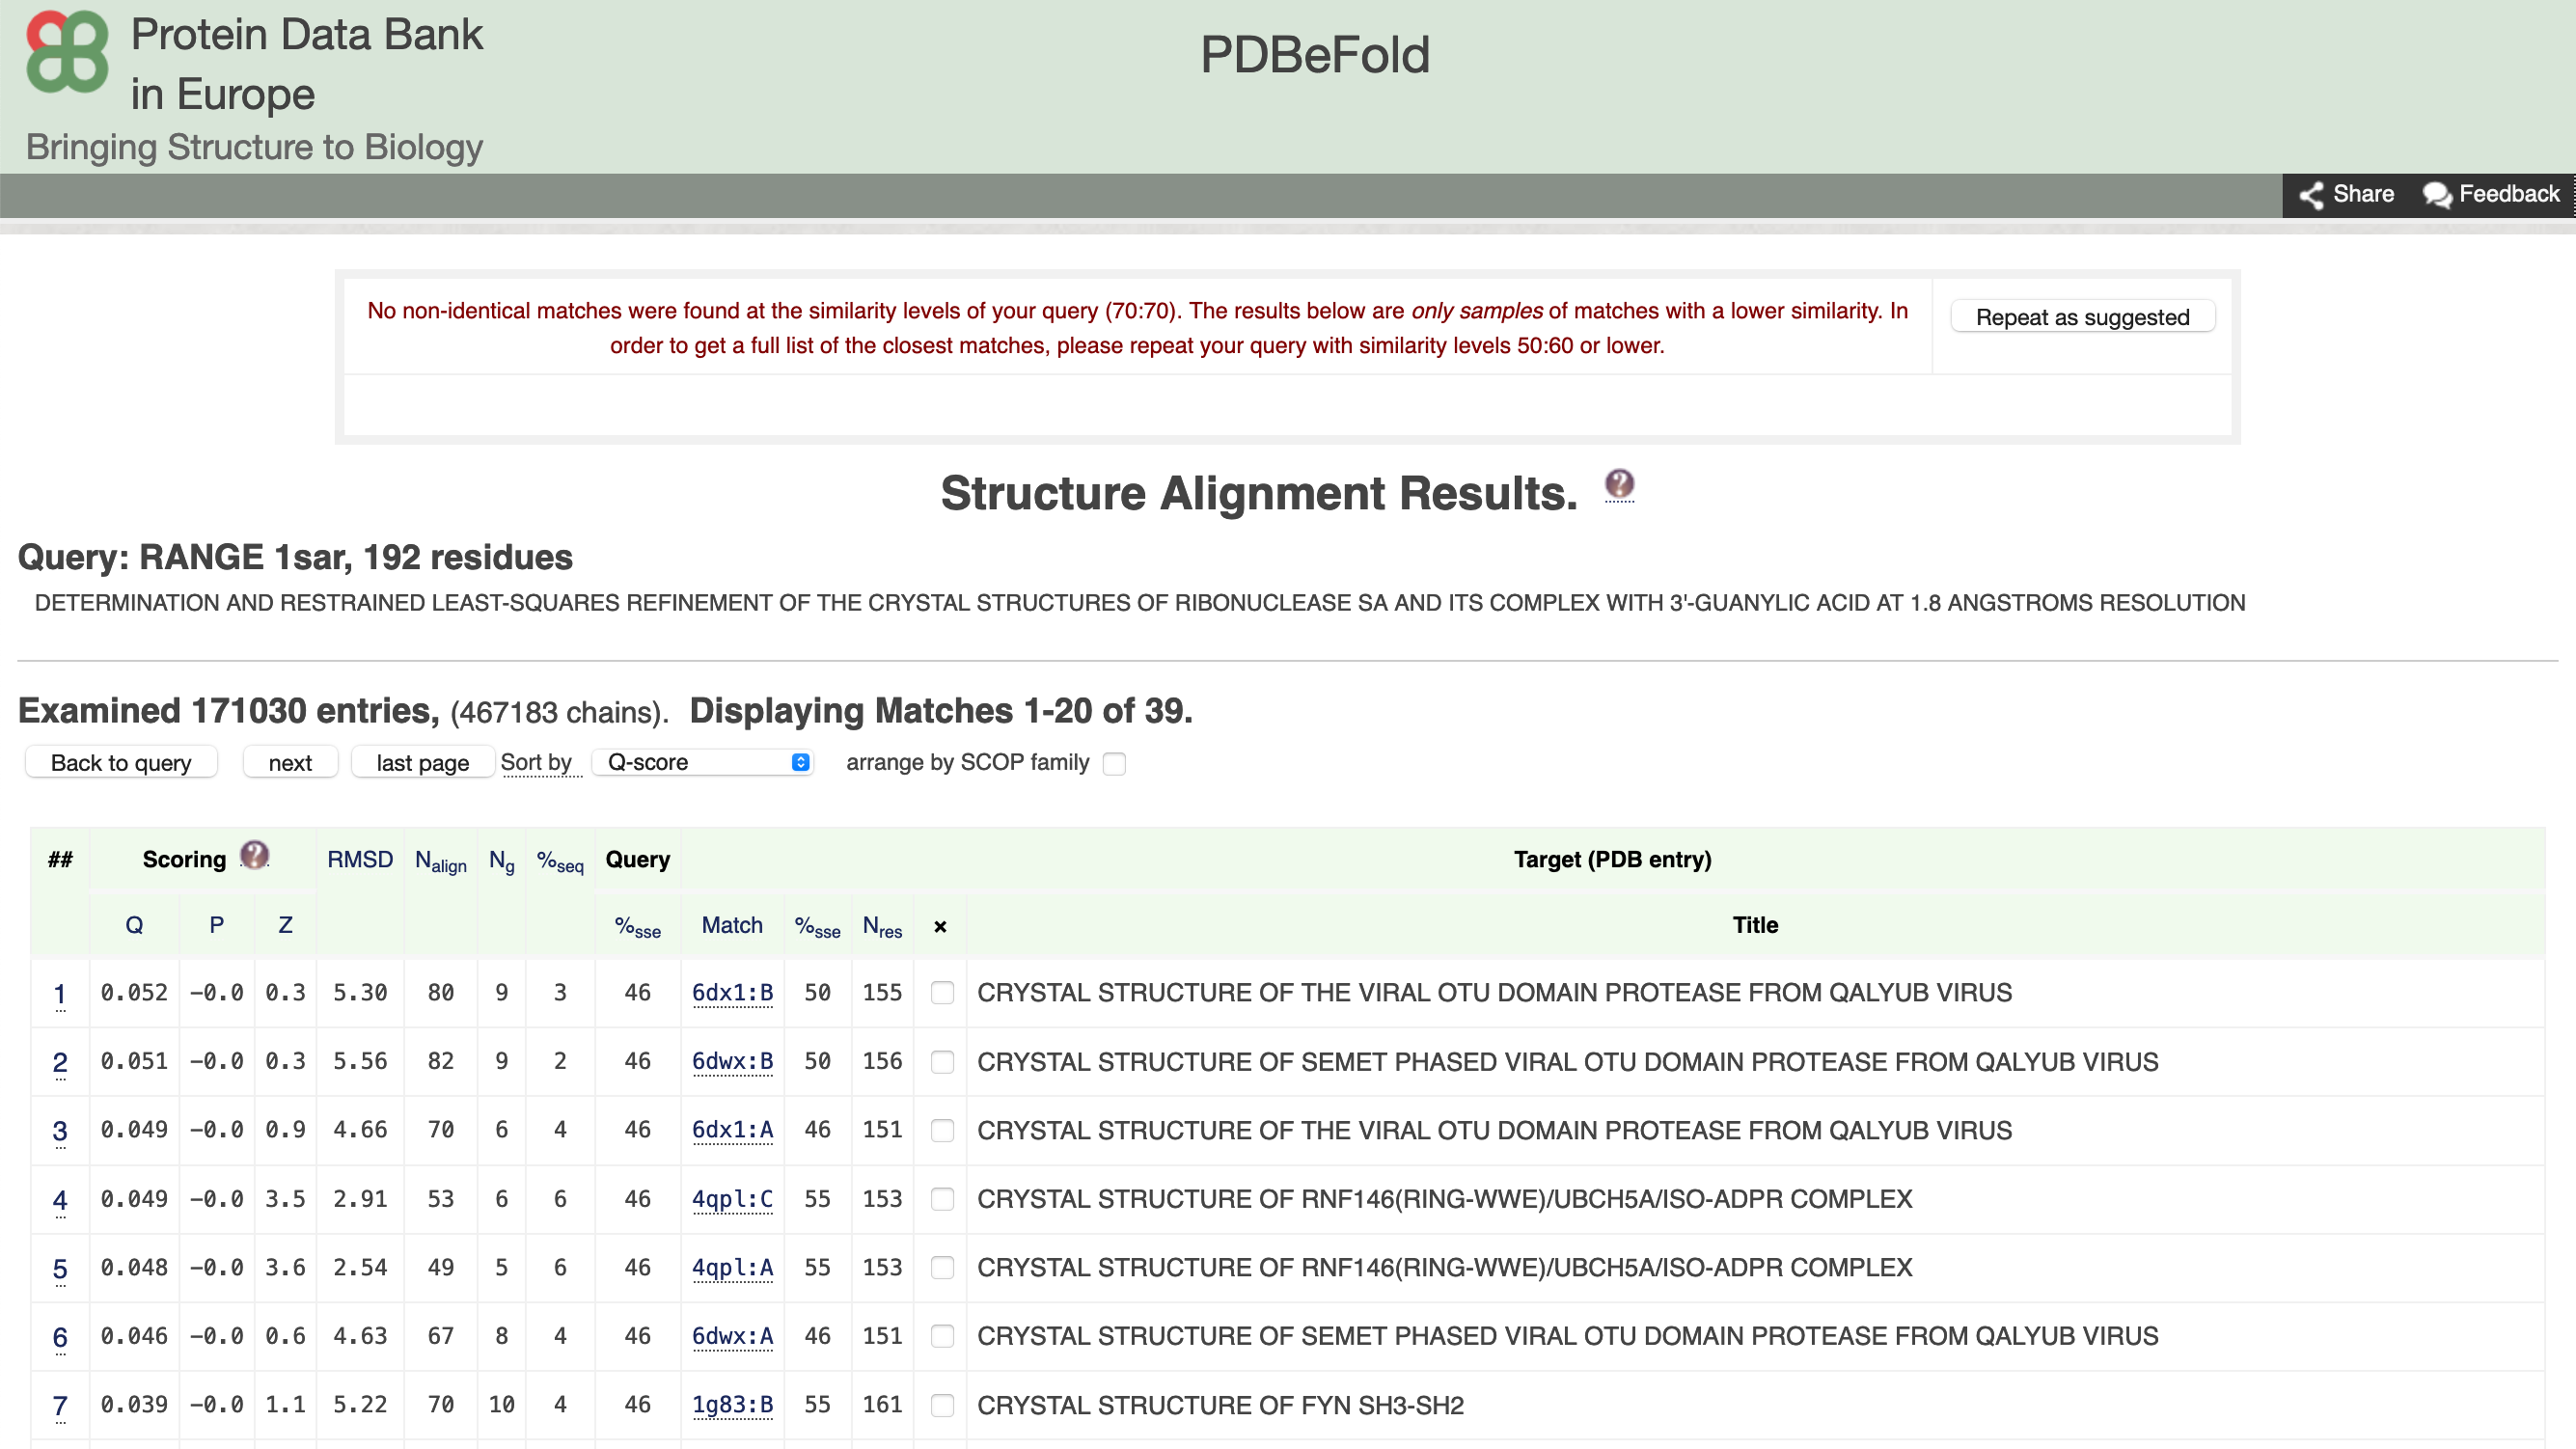 Protein Data Bank
in Europe
Bringing Structure to Biology
PDBeFold
Share Feedback
No non-identical matches were found at the similarity levels of your query (70:70). The results below are only samples of matches with a lower similarity. In
order to get a full list of the closest matches, please repeat your query with similarity levels 50:60 or lower.
Repeat as suggested
Structure Alignment Results. ?
Query: RANGE 1sar, 192 residues
DETERMINATION AND RESTRAINED LEAST-SQUARES REFINEMENT OF THE CRYSTAL STRUCTURES OF RIBONUCLEASE SA AND ITS COMPLEX WITH 3'-GUANYLIC ACID AT 1.8 ANGSTROMS RESOLUTION
Examined 171030 entries, (467183 chains). Displaying Matches 1-20 of 39.
Back to query next last page Sort by Q-score arrange by SCOP family
## Scoring ? RMSD Nalign Ng %seq Query Target (PDB entry)
Q P Z %sse Match %sse Nres × Title
1 0.052 -0.0 0.3 5.30 80 9 3 46 6dx1:B 50 155 CRYSTAL STRUCTURE OF THE VIRAL OTU DOMAIN PROTEASE FROM QALYUB VIRUS
2 0.051 -0.0 0.3 5.56 82 9 2 46 6dwx:B 50 156 CRYSTAL STRUCTURE OF SEMET PHASED VIRAL OTU DOMAIN PROTEASE FROM QALYUB VIRUS
3 0.049 -0.0 0.9 4.66 70 6 4 46 6dx1:A 46 151 CRYSTAL STRUCTURE OF THE VIRAL OTU DOMAIN PROTEASE FROM QALYUB VIRUS
4 0.049 -0.0 3.5 2.91 53 6 6 46 4qpl:C 55 153 CRYSTAL STRUCTURE OF RNF146(RING-WWE)/UBCH5A/ISO-ADPR COMPLEX
5 0.048 -0.0 3.6 2.54 49 5 6 46 4qpl:A 55 153 CRYSTAL STRUCTURE OF RNF146(RING-WWE)/UBCH5A/ISO-ADPR COMPLEX
6 0.046 -0.0 0.6 4.63 67 8 4 46 6dwx:A 46 151 CRYSTAL STRUCTURE OF SEMET PHASED VIRAL OTU DOMAIN PROTEASE FROM QALYUB VIRUS
7 0.039 -0.0 1.1 5.22 70 10 4 46 1g83:B 55 161 CRYSTAL STRUCTURE OF FYN SH3-SH2